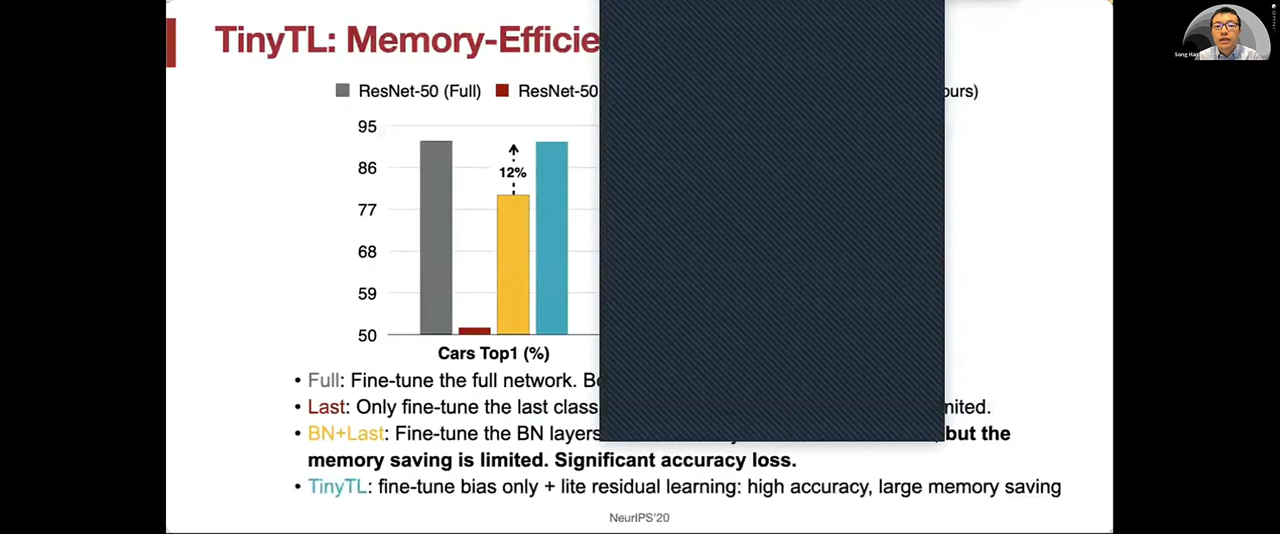 TinyTL: Memory-Efficie
ResNet-50 (Full) ResNet-50 ours)
95
86
77
68
59
50
12%
Cars Top1 (%)
• Full: Fine-tune the full network. B
• Last: Only fine-tune the last class mited.
• BN+Last: Fine-tune the BN layers but the
memory saving is limited. Significant accuracy loss.
• TinyTL: fine-tune bias only + lite residual learning: high accuracy, large memory saving
NeurIPS'20
Song Han